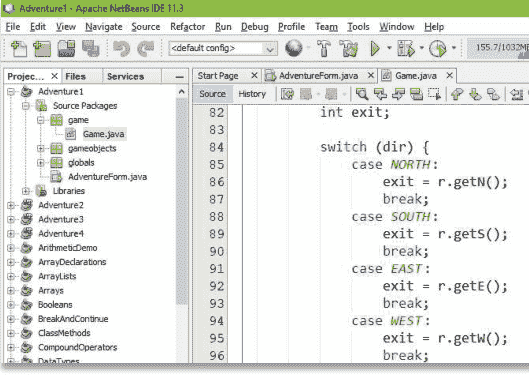 Adventure1 - Apache NetBeans IDE 11.3
File Edit View Navigate Source Refactor Run Debug Profile Team Tools Window Help
<default config>
155.7/1032MB
Projec... Files Services
Start Page AdventureForm.java Game.java
Source History
Adventure1
Source Packages
game
Game.java
gameobjects
globals
AdventureForm.java
Libraries
Adventure2
Adventure3
Adventure4
ArithmeticDemo
ArrayDeclarations
ArrayLists
Arrays
Booleans
BreakAndContinue
ClassMethods
CompoundOperators
DataTypes
82 int exit;
83
84 switch (dir) {
85 case NORTH:
86 exit = r.getN();
87 break;
88 case SOUTH:
89 exit = r.getS();
90 break;
91 case EAST:
92 exit = r.getE();
93 break;
94 case WEST:
95 exit = r.getW();
96 break;